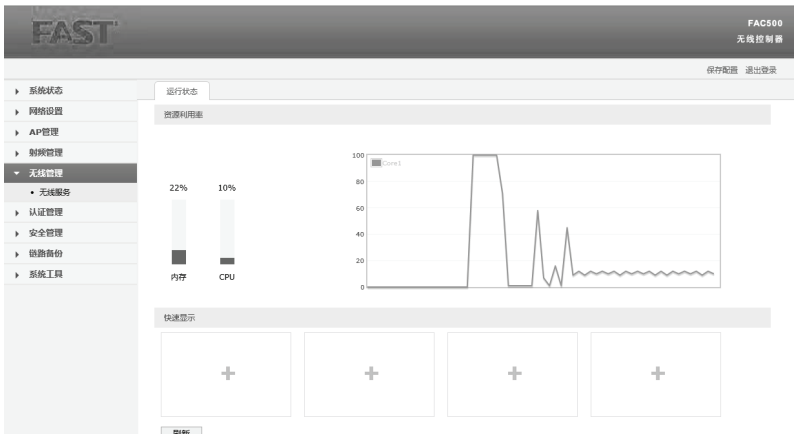 FAST
FAC500
无线控制器
保存配置 退出登录
系统状态
网络设置
AP管理
射频管理
无线管理
• 无线服务
认证管理
安全管理
链路备份
系统工具
运行状态
资源利用率
22% 10%
内存 CPU
100
80
60
40
20
0
Core1
快速显示
刷新